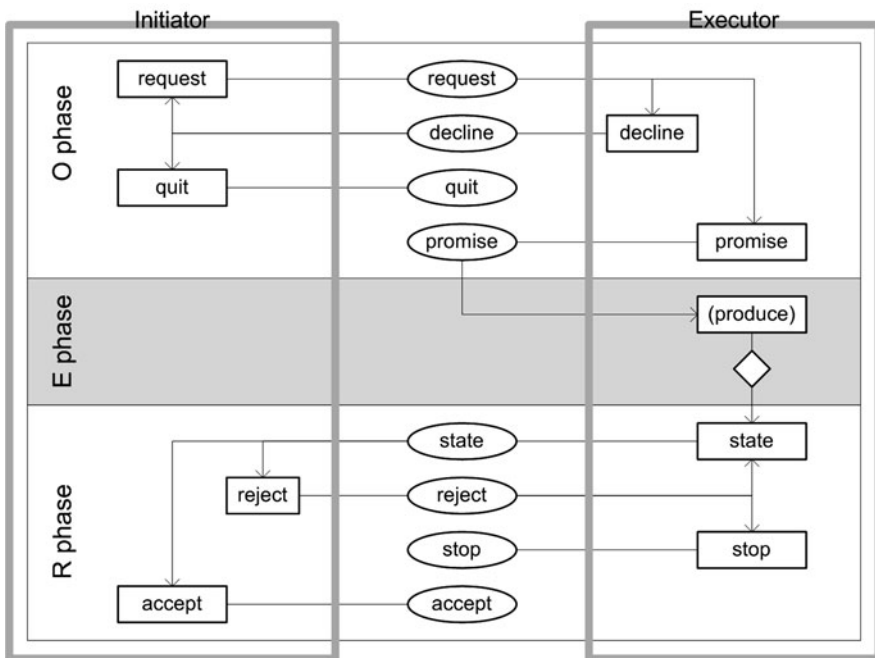 Initiator
Executor
O phase
request
request
decline
decline
quit
quit
promise
promise
E phase
(produce)
R phase
state
state
reject
reject
stop
stop
accept
accept